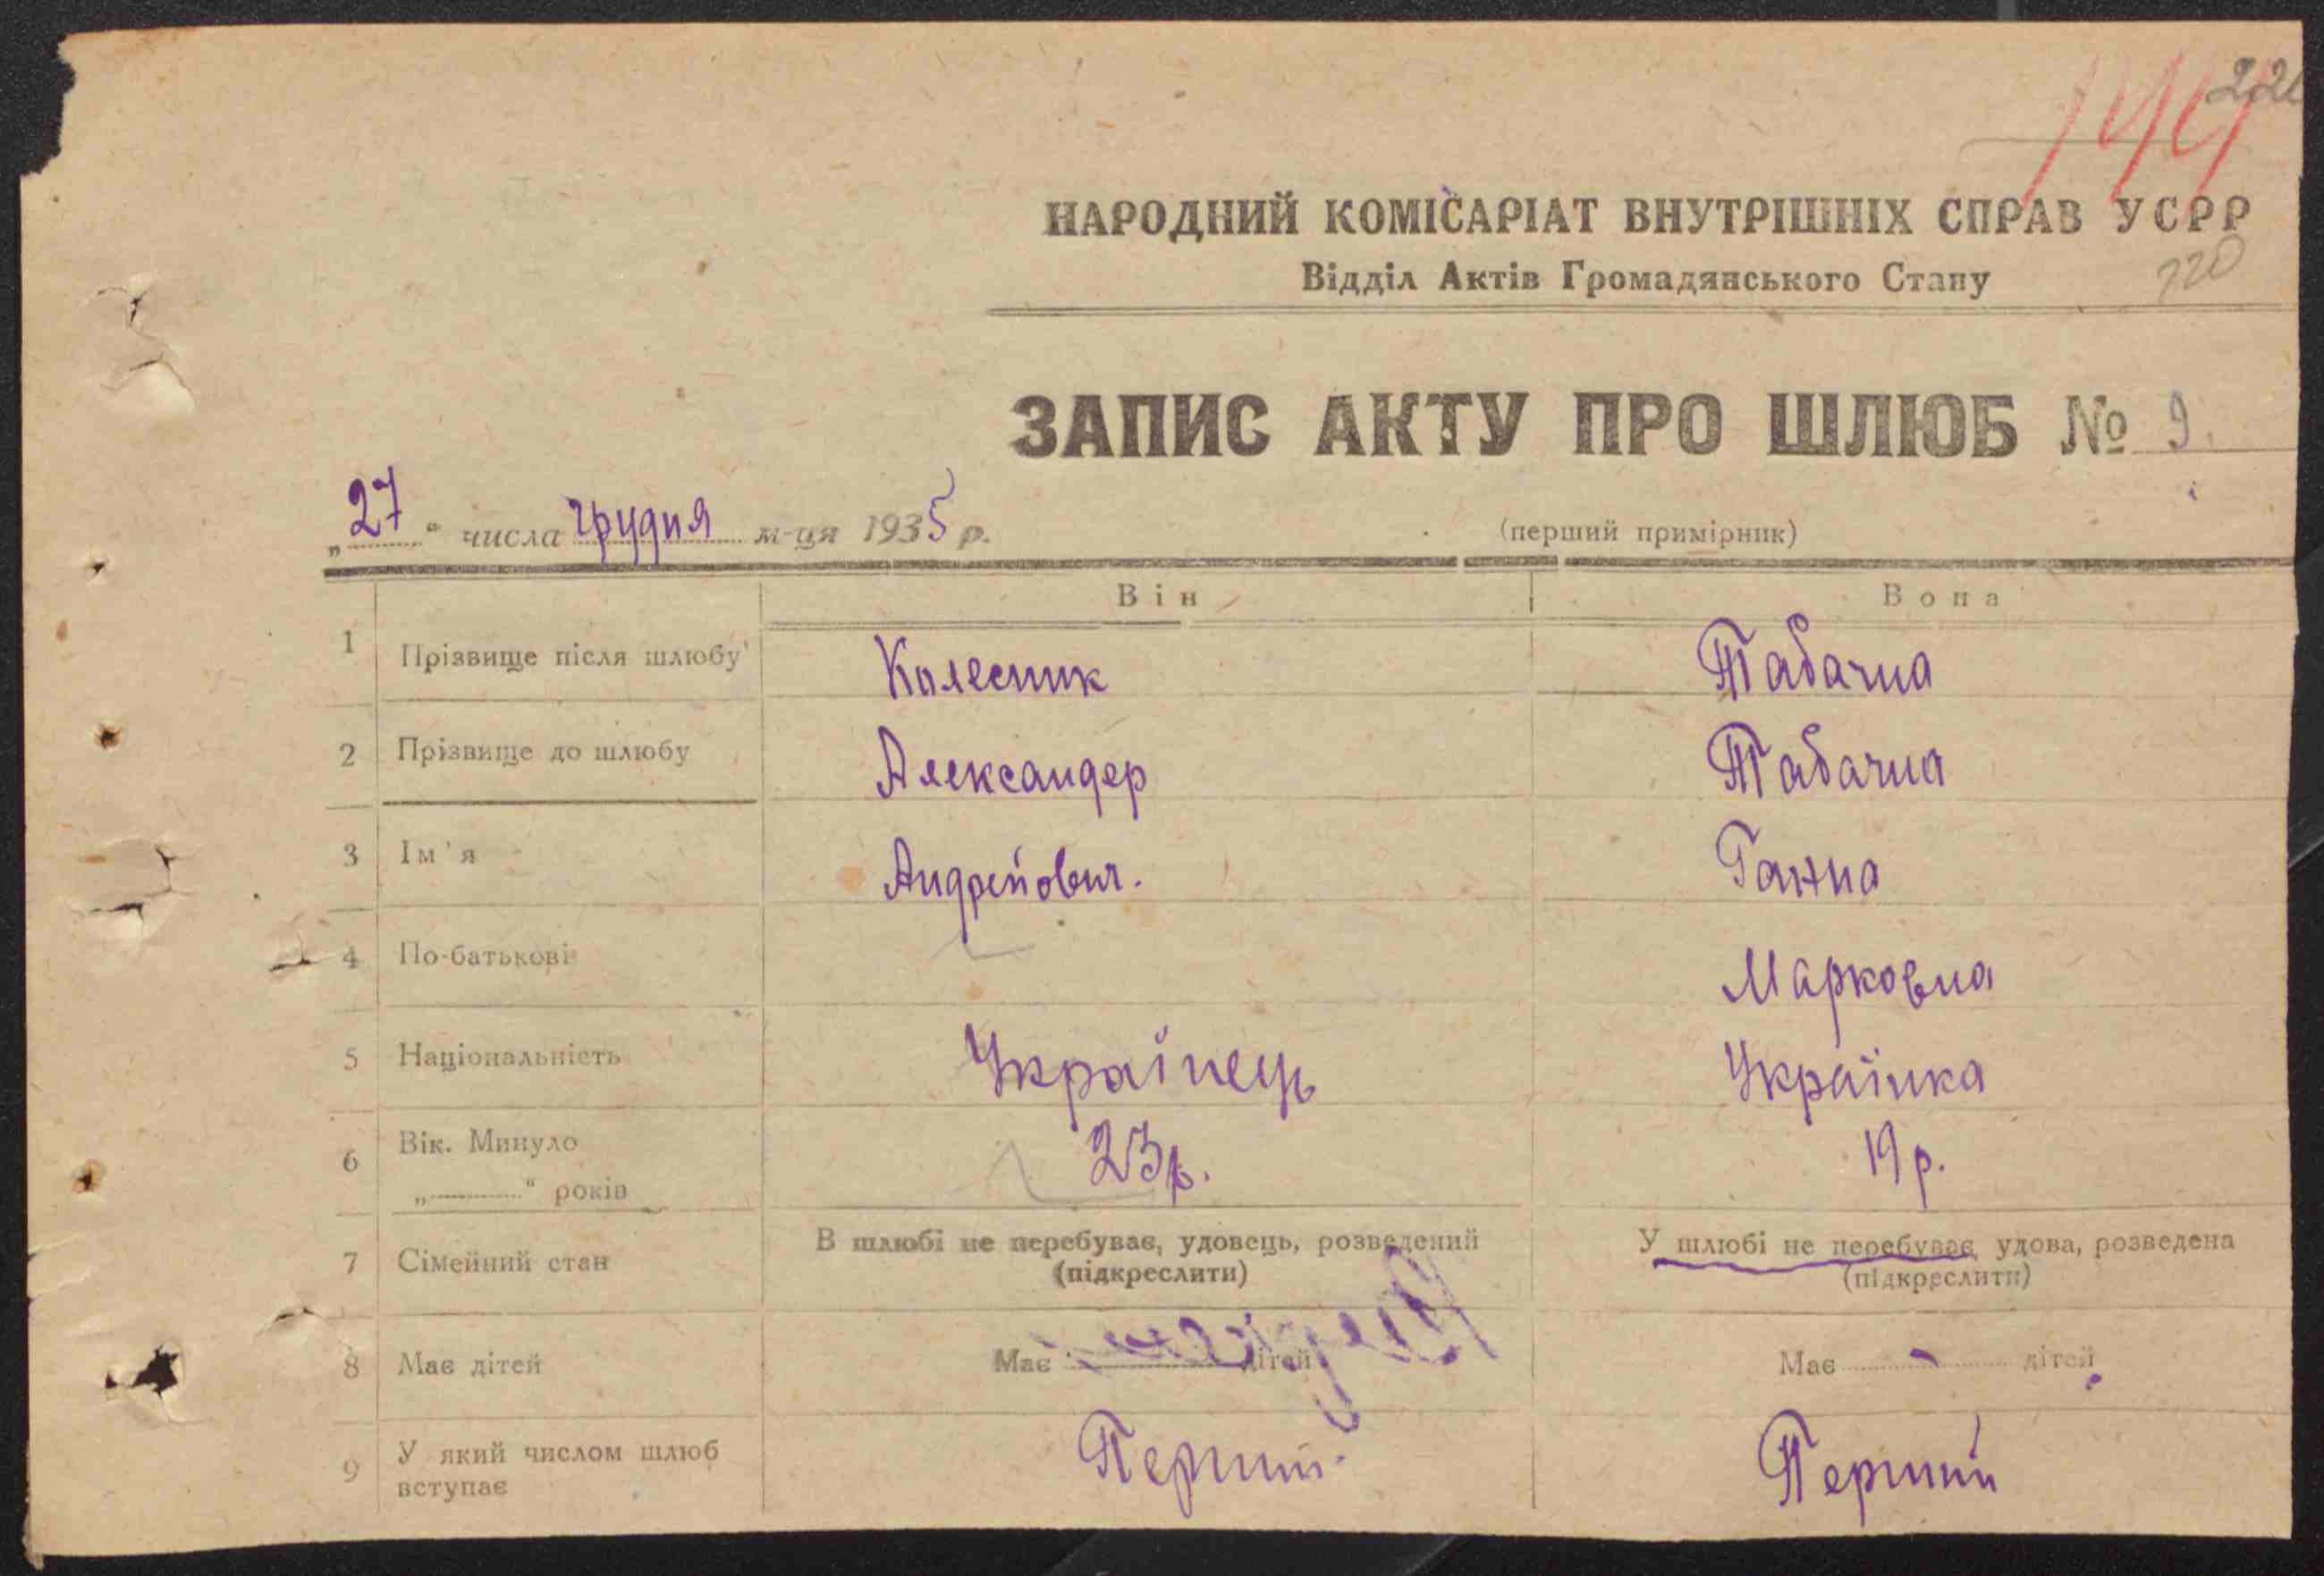 221
НАРОДНИЙ КОМІСАРІАТ ВНУТРІШНІХ СПРАВ УСРР
Відділ Актів Громадянського Стану
220
ЗАПИС АКТУ ПРО ШЛЮБ № 9.
„27“ числа грудня м-ця 1935 р.
(перший примірник)
Він Вона
1 Прізвище після шлюбу Колесник Табачна
2 Прізвище до шлюбу Александер Табачна
3 Ім'я Андрейович. Ганна
4 По-батькові Марковна
5 Національність Українець Українка
6 Вік. Минуло „ “ років 23 р. 19 р.
7 Сімейний стан В шлюбі не перебуває, удовець, розведений (підкреслити) У шлюбі не перебуває, удова, розведена (підкреслити)
8 Має дітей Має дітей Має - дітей
9 У який числом шлюб вступає Перший. Перший